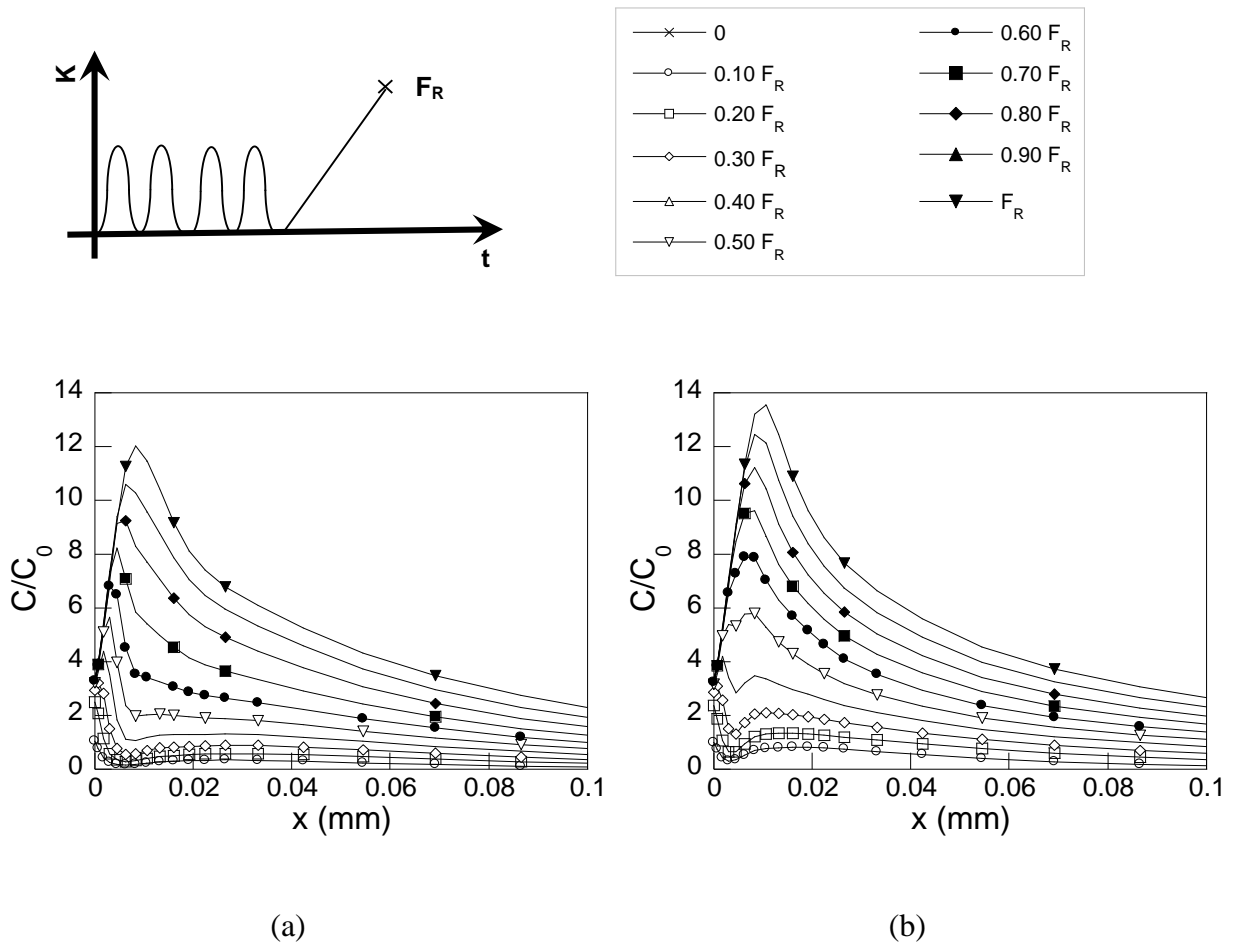 K
F_R
t
0
0.10 F_R
0.20 F_R
0.30 F_R
0.40 F_R
0.50 F_R
0.60 F_R
0.70 F_R
0.80 F_R
0.90 F_R
F_R
14
12
10
8
6
4
2
0
C/C_0
0 0.02 0.04 0.06 0.08 0.1
x (mm)
(a)
14
12
10
8
6
4
2
0
C/C_0
0 0.02 0.04 0.06 0.08 0.1
x (mm)
(b)